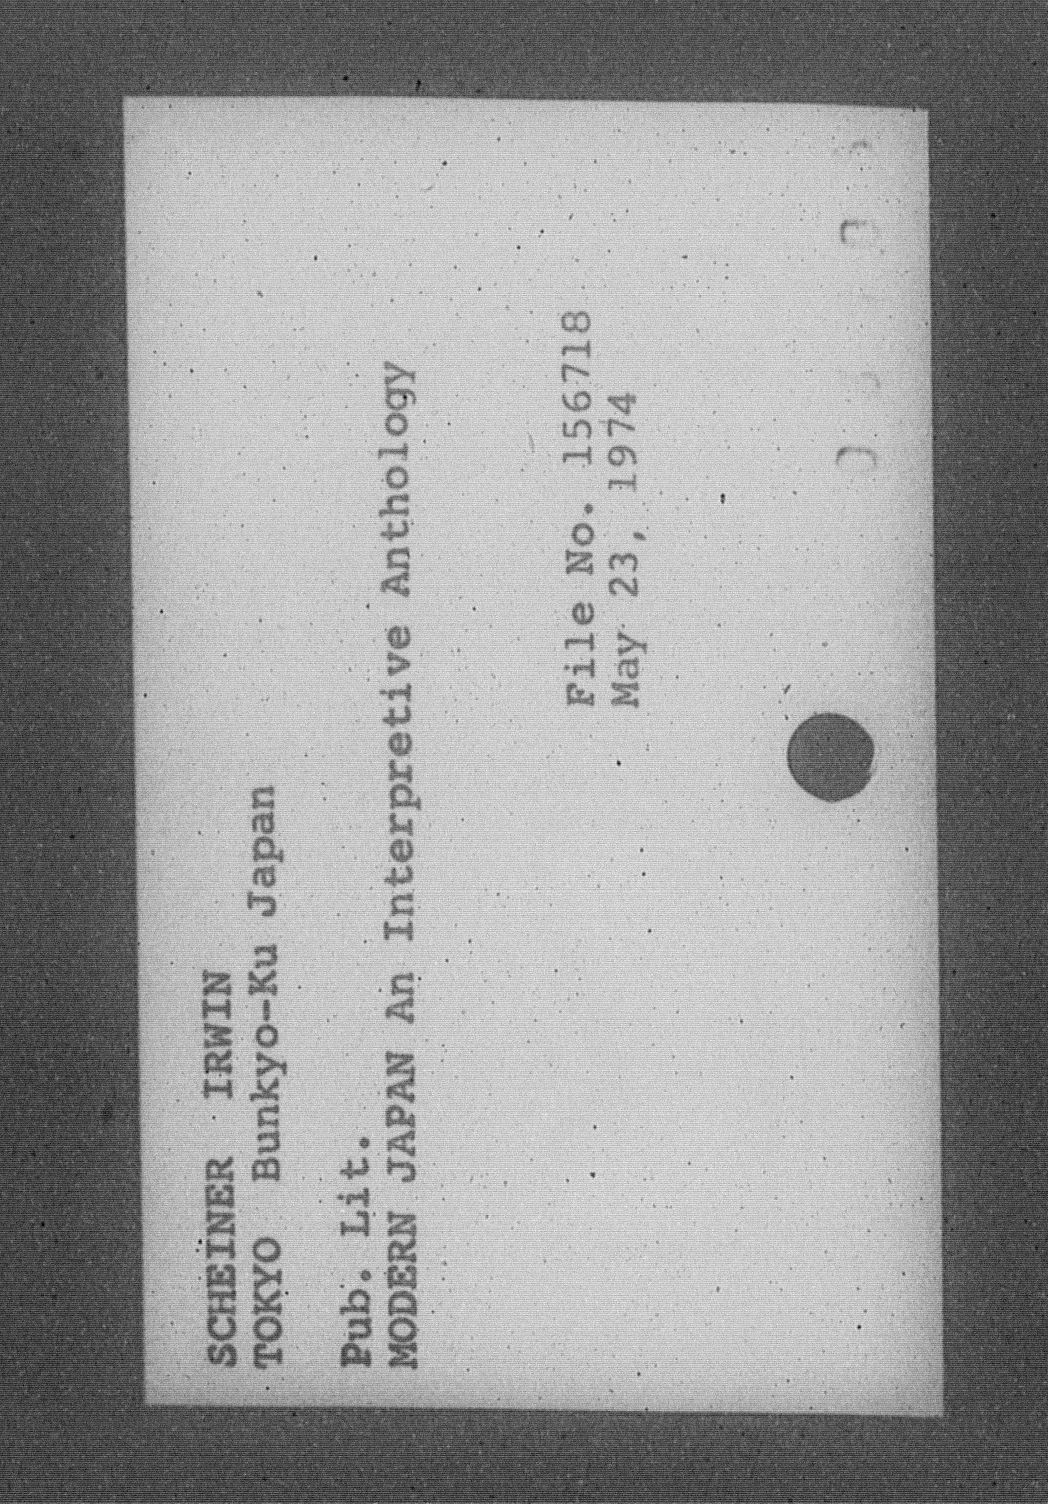 SCHEINER IRWIN
TOKYO Bunkyo-Ku Japan
Pub. Lit.
MODERN JAPAN An Interpretive Anthology
File No. 156718
May 23, 1974